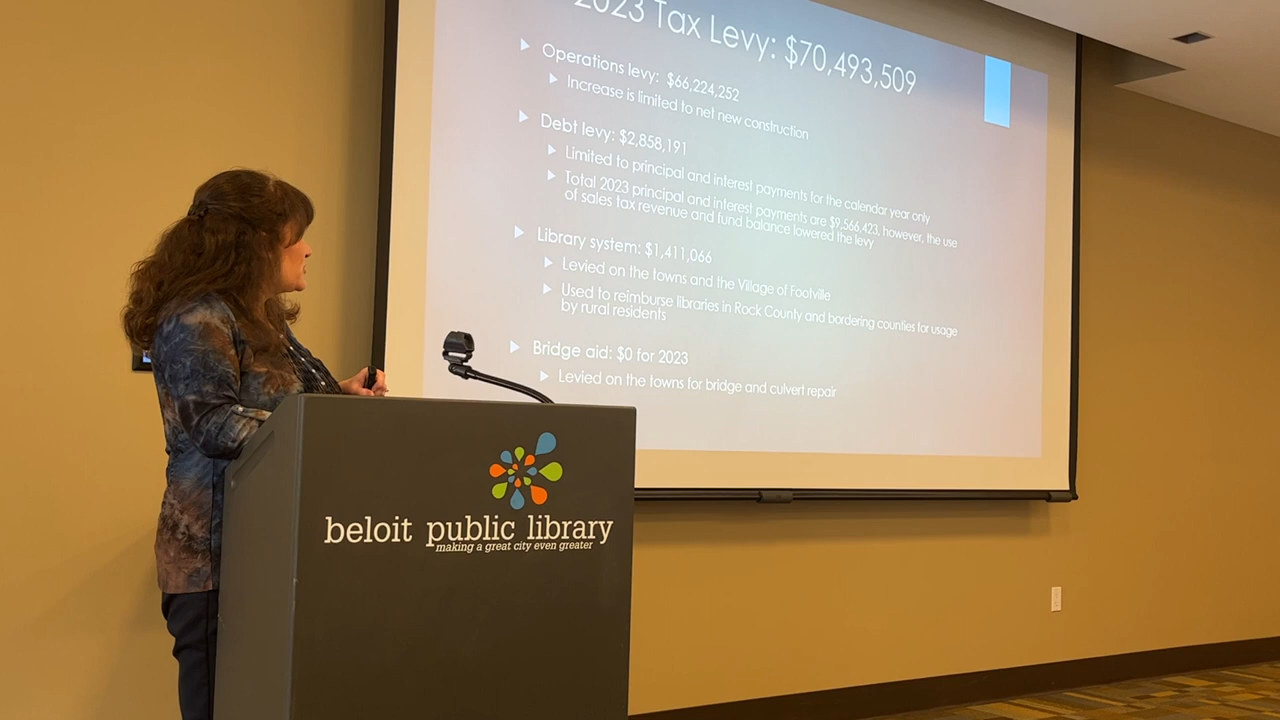 2023 Tax Levy: $70,493,509
Operations levy: $66,224,252
Increase is limited to net new construction
Debt levy: $2,858,191
Limited to principal and interest payments for the calendar year only
Total 2023 principal and interest payments are $9,566,423, however, the use
of sales tax revenue and fund balance lowered the levy
Library system: $1,411,066
Levied on the towns and the Village of Footville
Used to reimburse libraries in Rock County and bordering counties for usage
by rural residents
Bridge aid: $0 for 2023
Levied on the towns for bridge and culvert repair
beloit public library
making a great city even greater